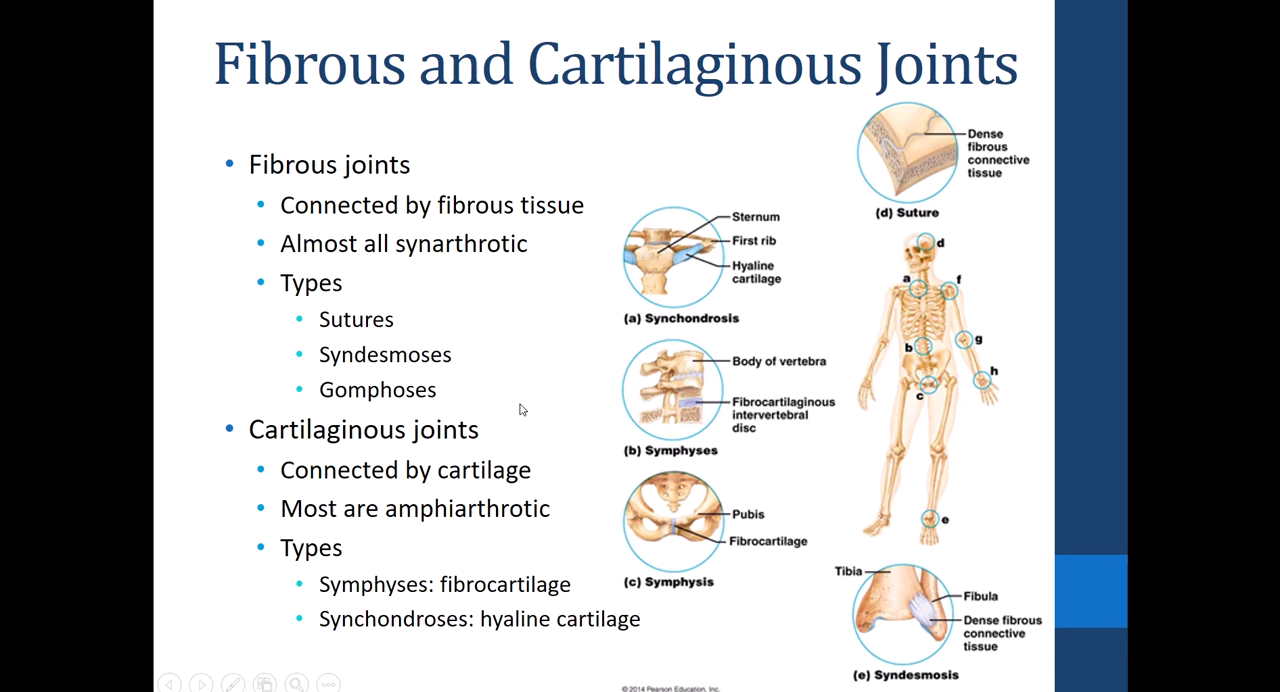 Fibrous and Cartilaginous Joints
• Fibrous joints
• Connected by fibrous tissue
• Almost all synarthrotic
• Types
• Sutures
• Syndesmoses
• Gomphoses
• Cartilaginous joints
• Connected by cartilage
• Most are amphiarthrotic
• Types
• Symphyses: fibrocartilage
• Synchondroses: hyaline cartilage
Sternum
First rib
Hyaline
cartilage
(a) Synchondrosis
Body of vertebra
Fibrocartilaginous
intervertebral
disc
(b) Symphyses
Pubis
Fibrocartilage
(c) Symphysis
Dense
fibrous
connective
tissue
(d) Suture
d
a
f
g
b
h
c
e
Tibia
Fibula
Dense fibrous
connective
tissue
(e) Syndesmosis
© 2014 Pearson Education, Inc.